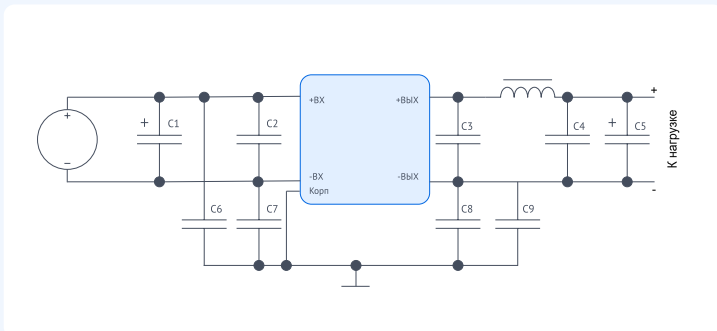 +
+
C1
C2
+ВХ
+ВЫХ
C3
C4
+
C5
+
К нагрузке
−
-ВХ
-ВЫХ
Корп
-
C6
C7
C8
C9